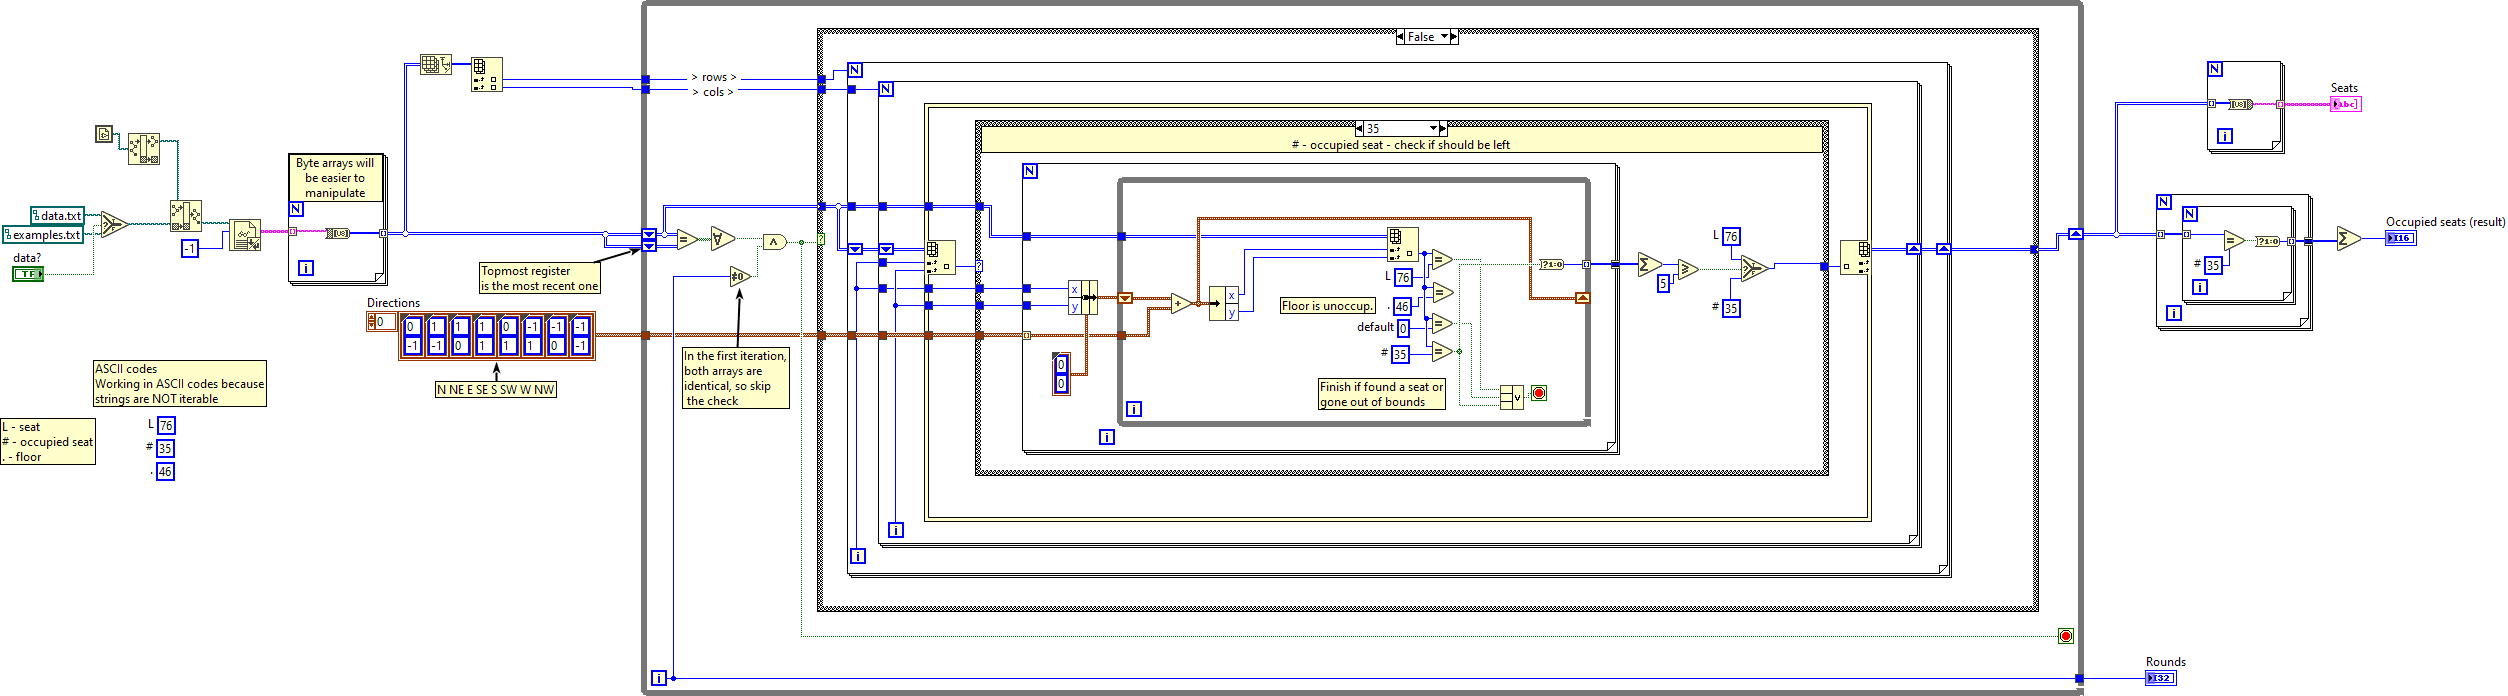 False
N
> rows >
> cols >
N
35
# - occupied seat - check if should be left
Byte arrays will
be easier to
manipulate
N
i
data.txt
examples.txt
data?
TF
-1
Topmost register
is the most recent one
Directions
0
0 1 1 1 0 -1 -1 -1
-1 -1 0 1 1 1 0 -1
N NE E SE S SW W NW
In the first iteration,
both arrays are
identical, so skip
the check
ASCII codes
Working in ASCII codes because
strings are NOT iterable
L - seat
# - occupied seat
. - floor
L 76
# 35
. 46
N
x
y
0
0
x
y
L 76
Floor is unoccup.
. 46
default 0
# 35
Finish if found a seat or
gone out of bounds
?1:0
i
i
i
i
5
L 76
# 35
N
[U8]
i
Seats
abc
N
N
?1:0
# 35
i
i
Occupied seats (result)
I16
i
Rounds
I32